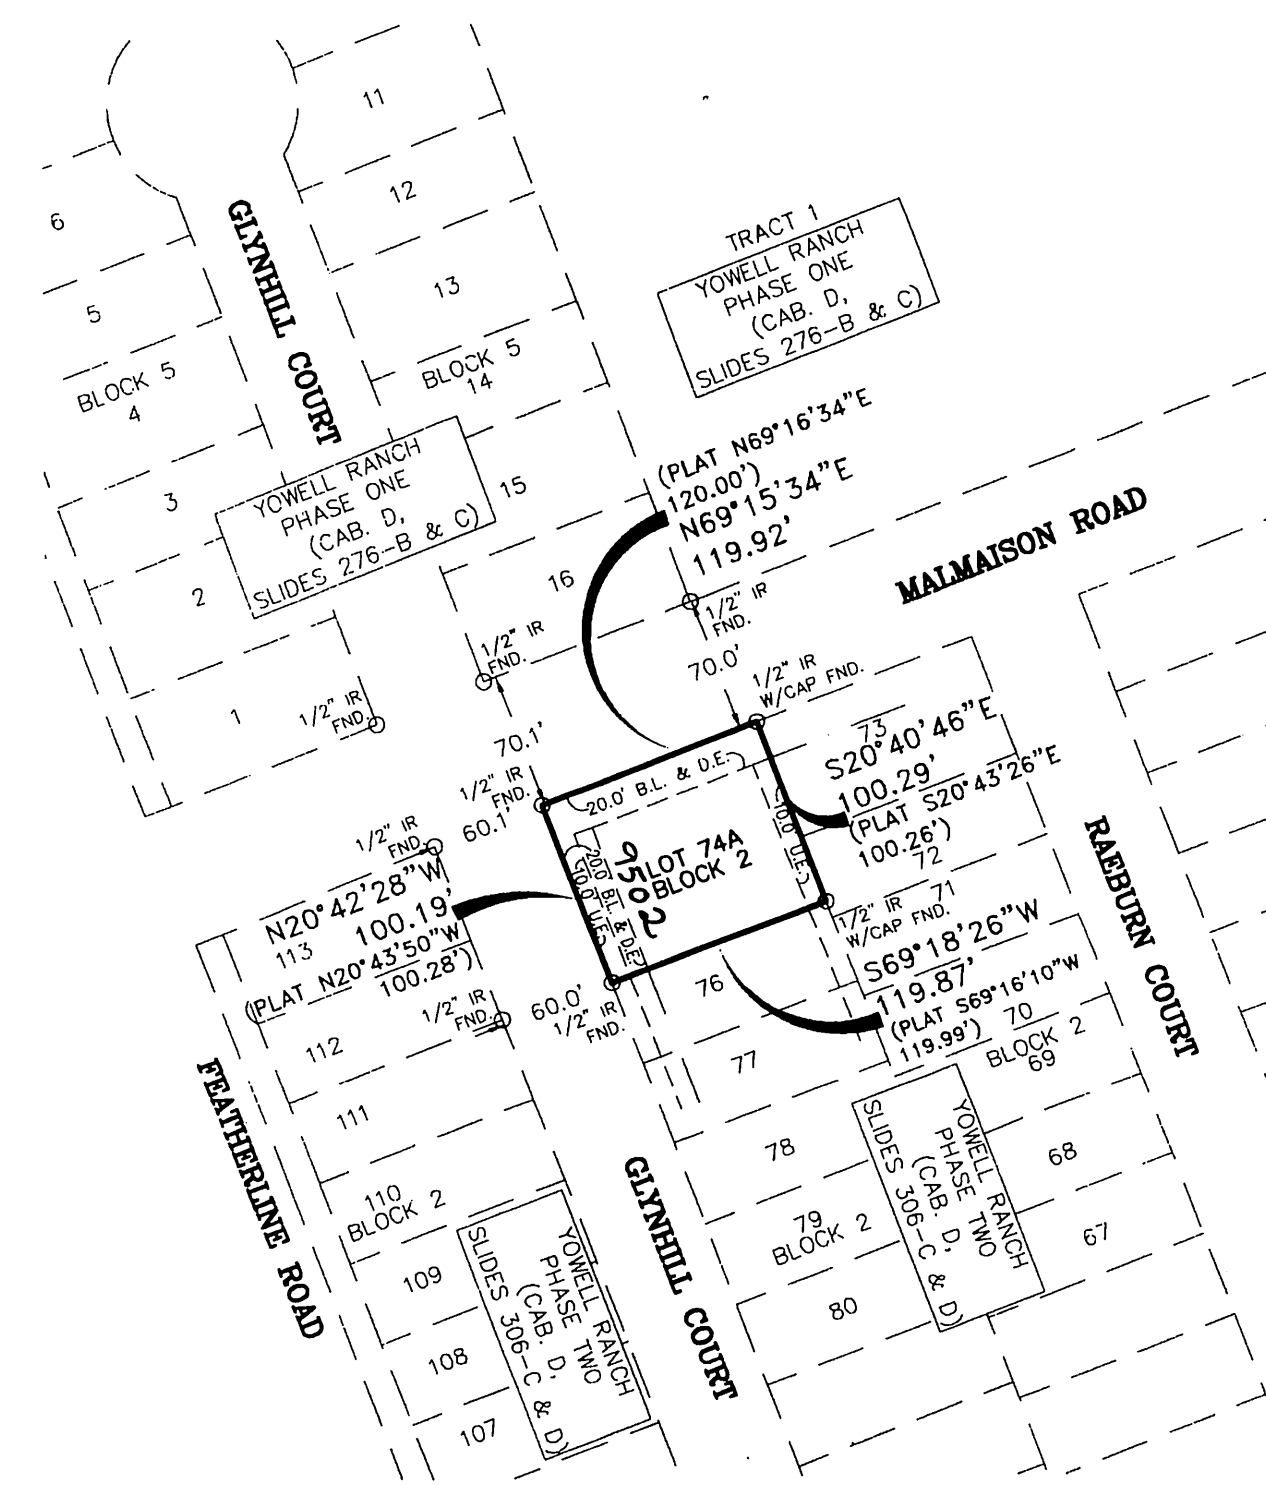 11
12
6
GLYNHILL COURT
13
5
TRACT 1
YOWELL RANCH
PHASE ONE
(CAB. D,
SLIDES 276-B & C)
BLOCK 5
14
BLOCK 5
4
(PLAT N69°16'34"E
120.00')
N69°15'34"E
119.92'
YOWELL RANCH
PHASE ONE
(CAB. D,
SLIDES 276-B & C)
15
3
MALMAISON ROAD
16
2
1/2" IR
FND.
1/2" IR
FND.
70.0'
1/2" IR
W/CAP FND.
1
1/2" IR
FND.
70.1'
73
S20°40'46"E
100.29'
(PLAT S20°43'26"E
100.26')
72
1/2" IR
FND.
20.0' B.L. & D.E.
10.0' U.E.
60.1'
1/2" IR
FND.
LOT 74A
BLOCK 2
9502
20.0' B.L. & D.E.
10.0' U.E.
N20°42'28"W
100.19'
113
(PLAT N20°43'50"W
100.28')
RAEBURN COURT
71
1/2" IR
W/CAP FND.
S69°18'26"W
119.87'
(PLAT S69°16'10"W
119.99')
76
1/2" IR
FND.
60.0'
1/2" IR
FND.
70
BLOCK 2
69
112
77
FEATHERLINE ROAD
111
78
68
YOWELL RANCH
PHASE TWO
(CAB. D,
SLIDES 306-C & D)
110
BLOCK 2
79
BLOCK 2
67
GLYNHILL COURT
109
80
YOWELL RANCH
PHASE TWO
(CAB. D,
SLIDES 306-C & D)
108
107